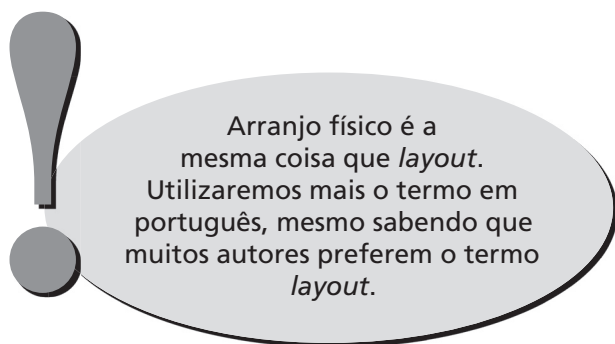 Arranjo físico é a
mesma coisa que layout.
Utilizaremos mais o termo em
português, mesmo sabendo que
muitos autores preferem o termo
layout.